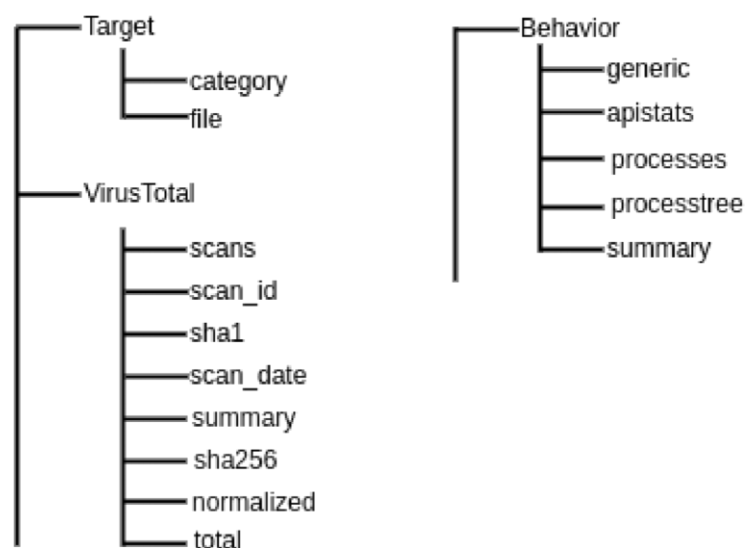 Target
category
file
VirusTotal
scans
scan_id
sha1
scan_date
summary
sha256
normalized
total
Behavior
generic
apistats
processes
processtree
summary